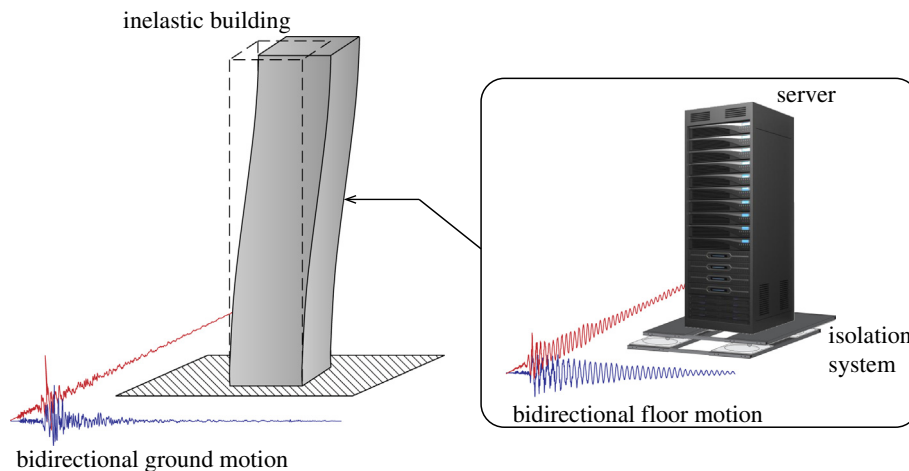 inelastic building
server
isolation
system
bidirectional floor motion
bidirectional ground motion